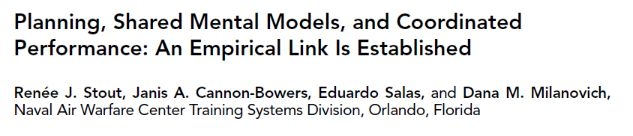 Planning, Shared Mental Models, and Coordinated
Performance: An Empirical Link Is Established
Renée J. Stout, Janis A. Cannon-Bowers, Eduardo Salas, and Dana M. Milanovich,
Naval Air Warfare Center Training Systems Division, Orlando, Florida